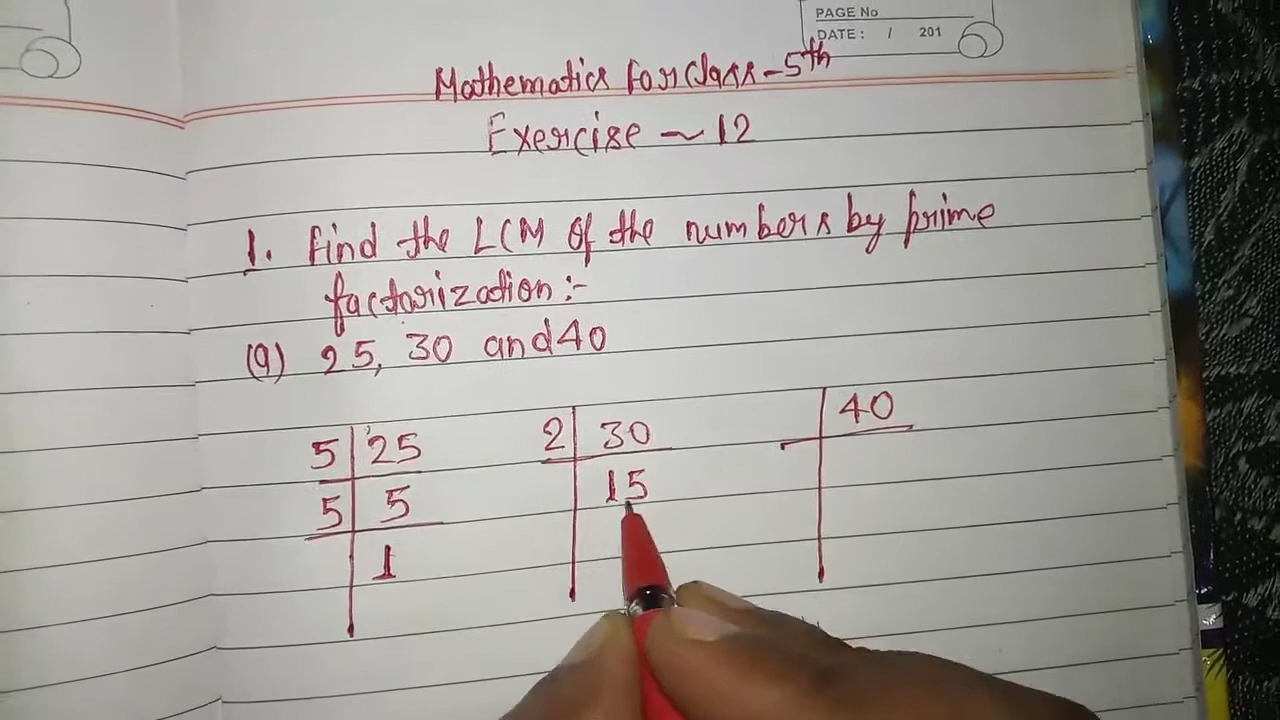 PAGE No
DATE: / 201
Mathematics For Class-5th
Exercise ~ 12
1. Find the LCM of the numbers by prime
factorization :-
(a) 25, 30 and 40
5 25 2 30 40
5 5 15
1